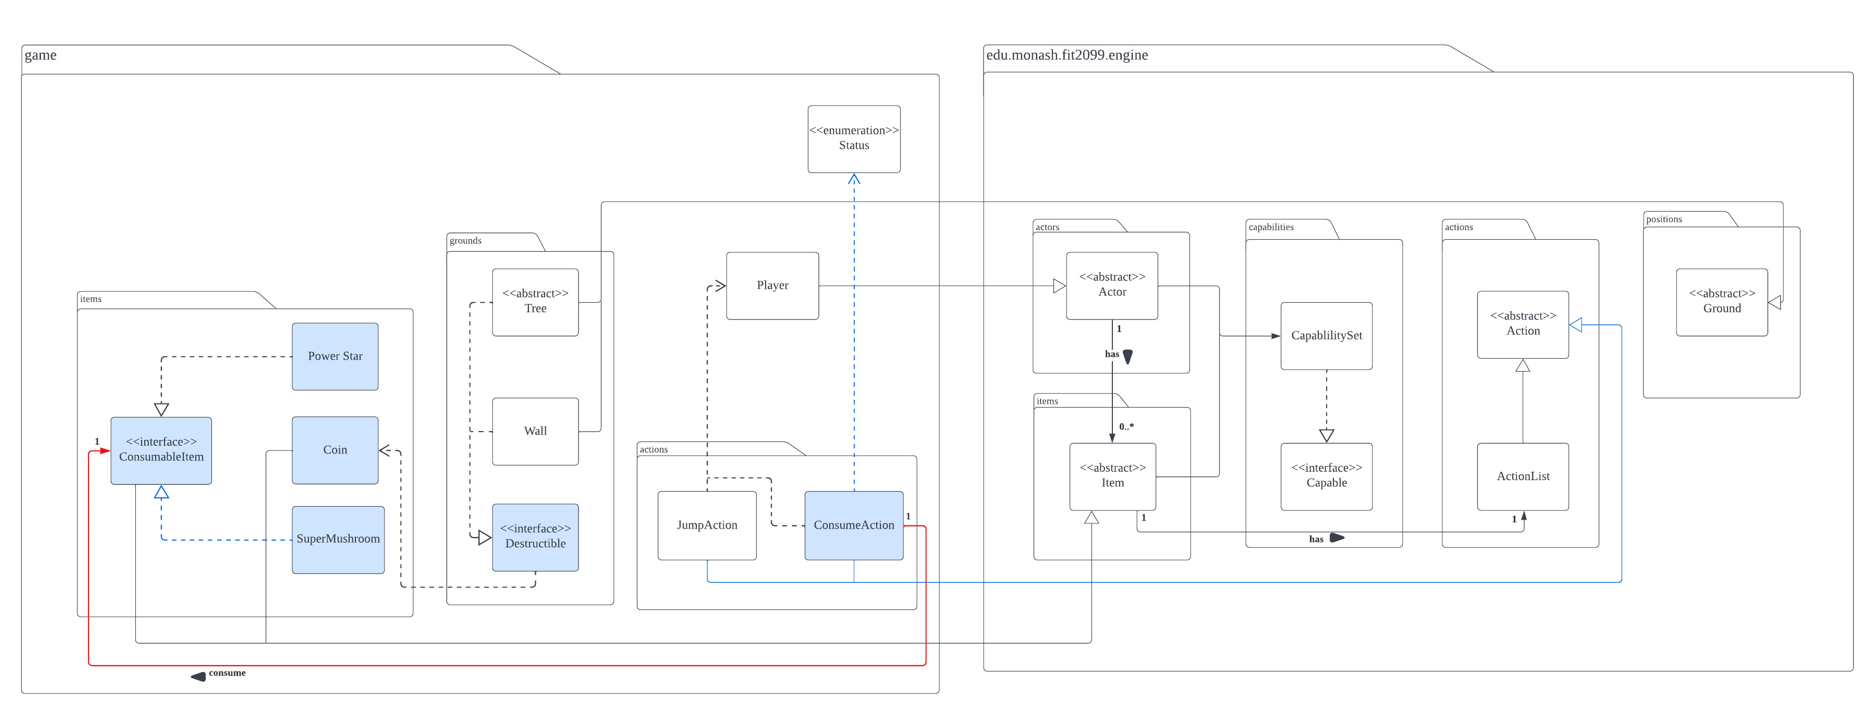 game
edu.monash.fit2099.engine
<<enumeration>>
Status
positions
actors
capabilities
actions
grounds
<<abstract>>
Tree
Player
<<abstract>>
Actor
<<abstract>>
Ground
items
<<abstract>>
Action
1
has
CapablilitySet
Power Star
items
0..*
Wall
1
<<interface>>
ConsumableItem
Coin
actions
<<abstract>>
Item
<<interface>>
Capable
ActionList
SuperMushroom
<<interface>>
Destructible
JumpAction
ConsumeAction
1
1
1
has
consume